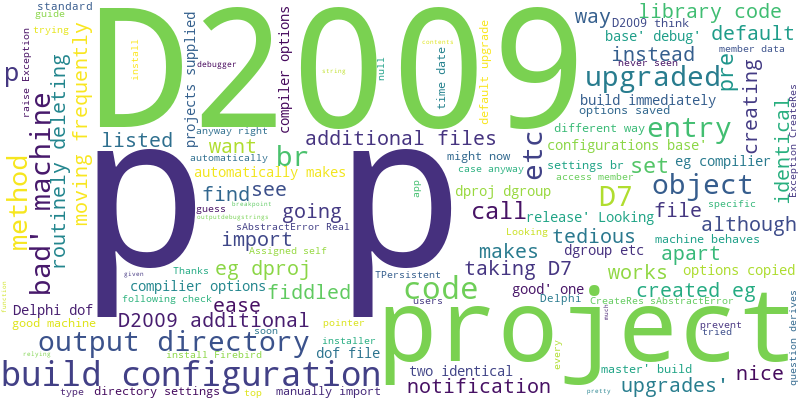 standard
guide
trying
raise Exception
p
routinely deleting
moving frequently
bad' machine
method
D2009
install
debugger
projects supplied
compiler options
contentsi
string
null
time date
default upgrade
way
instead
upgraded
pre
library code
D2009 think
base' debug'
default
member data
never seen
build immediately
options saved
creating
identical
Exception CreateRes
listed
anyway right
want
additional files
br
automatically
automatically makes
etc
different way
entry
configurations base'
might now
case anyway
settings br
eg compilier
access member
find
see
dproj dgroup
set
D7
release' Looking
object
app
specific
breakpoint
guess
outputdebugstrings
going
call
file
although
import
sAbstractError Real
Looking
tedious
machine behaves
p p
makes
dgroup etc
apart
eg dproj
Assigned self
taking D7
works
options copied
compilier options
Thanks
TPersistent
good' one
code
created eg
Delphi dof
ease
following check
given
users
Delphi
CreateRes sAbstractError
good machine
fiddled
function
D2009 additional
pointer
project
prevent
tried
question derives
output directory
soon
installer
much
relying
install Firebird
dof file
every
nice
build configuration
two identical
master' build
type
directory settings
top
manually import
notification
upgrades'
pretty